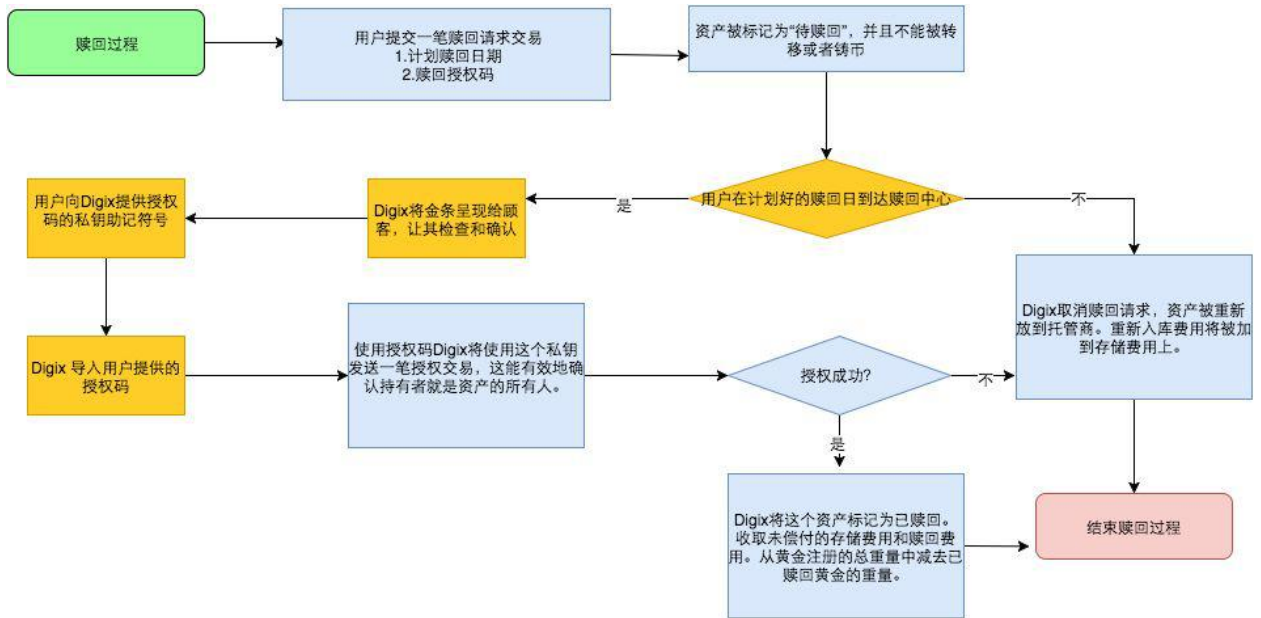 赎回过程
用户提交一笔赎回请求交易
1.计划赎回日期
2.赎回授权码
资产被标记为“待赎回”，并且不能被转
移或者铸币
用户在计划好的赎回日到达赎回中心
是
不
Digix将金条呈现给顾
客，让其检查和确认
用户向Digix提供授权
码的私钥助记符号
Digix 导入用户提供的
授权码
使用授权码Digix将使用这个私钥
发送一笔授权交易，这能有效地确
认持有者就是资产的所有人。
授权成功?
不
是
Digix取消赎回请求，资产被重新
放到托管商。重新入库费用将被加
到存储费用上。
Digix将这个资产标记为已赎回。
收取未偿付的存储费用和赎回费
用。从黄金注册的总重量中减去已
赎回黄金的重量。
结束赎回过程